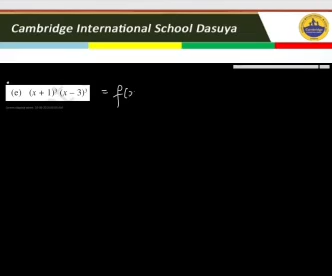 Cambridge International School Dasuya
(e) (x + 1)³ (x − 3)³ = f(x